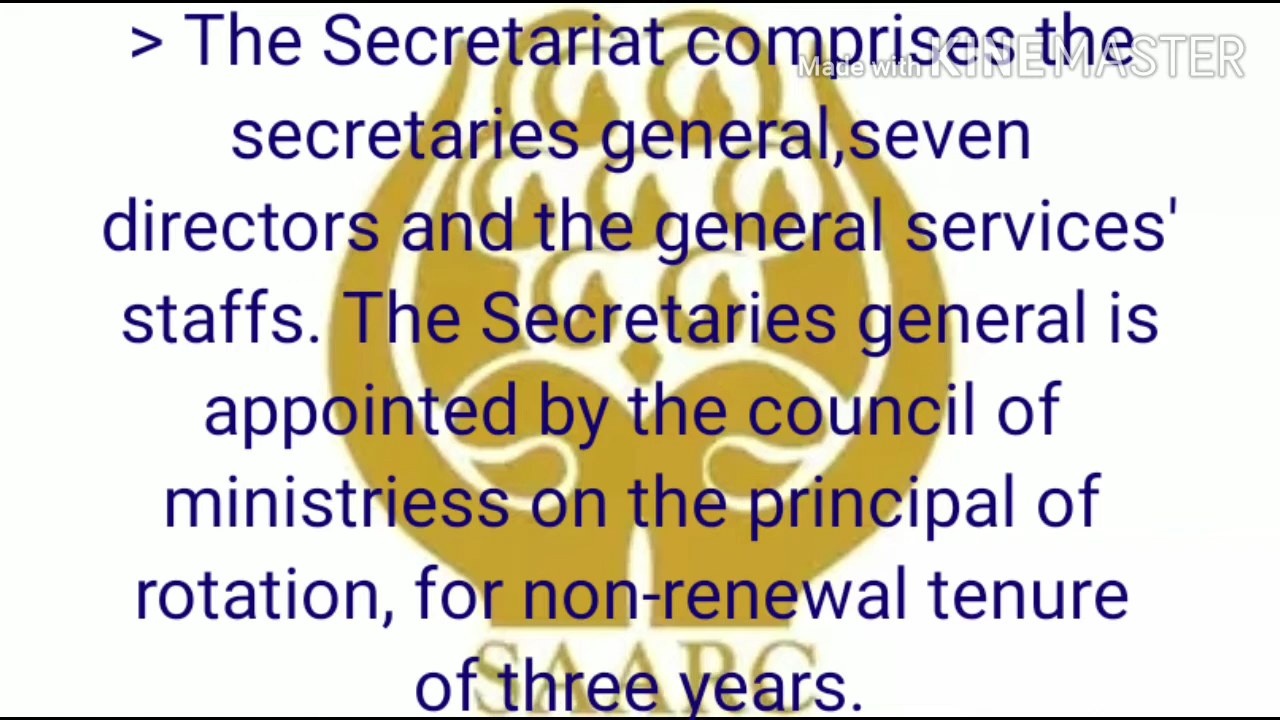 > The Secretariat comprises the
Made with KINEMASTER
secretaries general,seven
directors and the general services'
staffs. The Secretaries general is
appointed by the council of
ministriess on the principal of
rotation, for non-renewal tenure
of three years.
SAARC